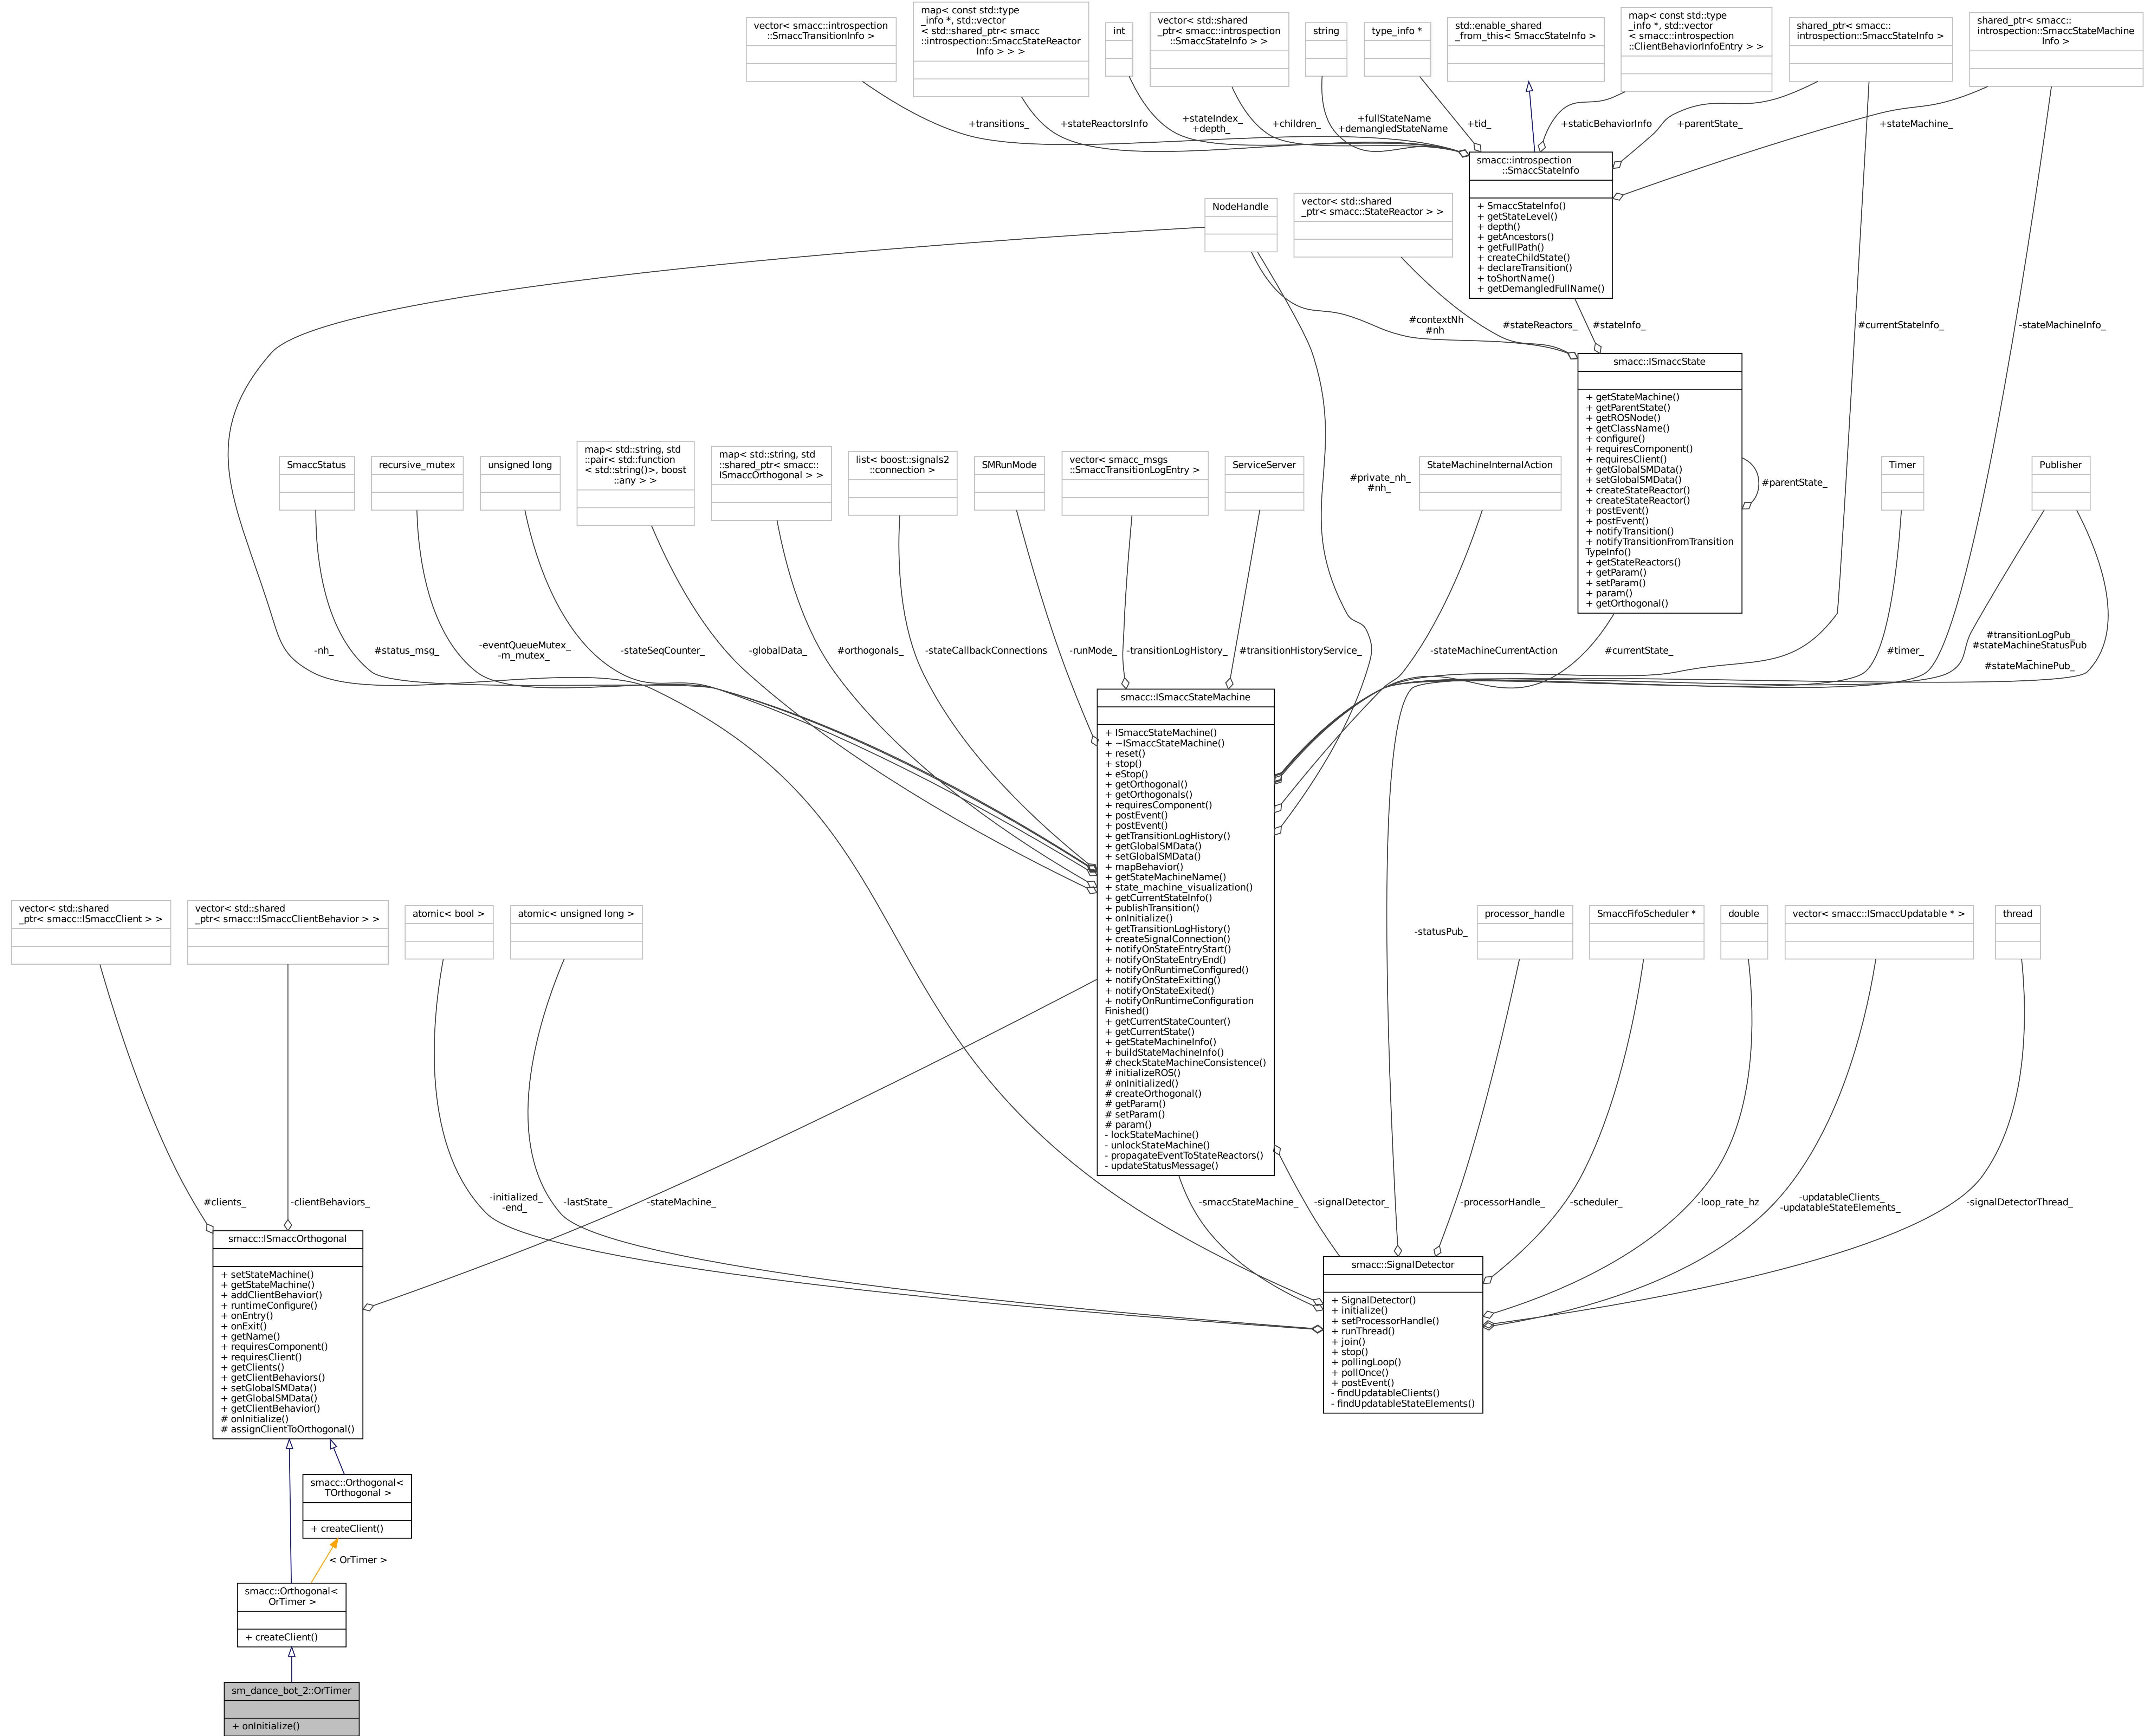 vector< smacc::introspection
::SmaccTransitionInfo >
map< const std::type
_info *, std::vector
< std::shared_ptr< smacc
::introspection::SmaccStateReactor
Info > > >
int
vector< std::shared
_ptr< smacc::introspection
::SmaccStateInfo > >
string
type_info *
std::enable_shared
_from_this< SmaccStateInfo >
map< const std::type
_info *, std::vector
< smacc::introspection
::ClientBehaviorInfoEntry > >
shared_ptr< smacc::
introspection::SmaccStateInfo >
shared_ptr< smacc::
introspection::SmaccStateMachine
Info >
+transitions_
+stateReactorsInfo
+stateIndex_
+depth_
+children_
+fullStateName
+demangledStateName
+tid_
+staticBehaviorInfo
+parentState_
+stateMachine_
smacc::introspection
::SmaccStateInfo
+ SmaccStateInfo()
+ getStateLevel()
+ depth()
+ getAncestors()
+ getFullPath()
+ createChildState()
+ declareTransition()
+ toShortName()
+ getDemangledFullName()
NodeHandle
vector< std::shared
_ptr< smacc::StateReactor > >
#contextNh
#nh
#stateReactors_
#stateInfo_
#currentStateInfo_
-stateMachineInfo_
smacc::ISmaccState
+ getStateMachine()
+ getParentState()
+ getROSNode()
+ getClassName()
+ configure()
+ requiresComponent()
+ requiresClient()
+ getGlobalSMData()
+ setGlobalSMData()
+ createStateReactor()
+ createStateReactor()
+ postEvent()
+ postEvent()
+ notifyTransition()
+ notifyTransitionFromTransition
TypeInfo()
+ getStateReactors()
+ getParam()
+ setParam()
+ param()
+ getOrthogonal()
#parentState_
SmaccStatus
recursive_mutex
unsigned long
map< std::string, std
::pair< std::function
< std::string()>, boost
::any > >
map< std::string, std
::shared_ptr< smacc::
ISmaccOrthogonal > >
list< boost::signals2
::connection >
SMRunMode
vector< smacc_msgs
::SmaccTransitionLogEntry >
ServiceServer
#private_nh_
#nh_
StateMachineInternalAction
Timer
Publisher
-nh_
#status_msg_
-eventQueueMutex_
-m_mutex_
-stateSeqCounter_
-globalData_
#orthogonals_
-stateCallbackConnections
-runMode_
-transitionLogHistory_
#transitionHistoryService_
-stateMachineCurrentAction
#currentState_
#timer_
#transitionLogPub_
#stateMachineStatusPub
_
#stateMachinePub_
smacc::ISmaccStateMachine
+ ISmaccStateMachine()
+ ~ISmaccStateMachine()
+ reset()
+ stop()
+ eStop()
+ getOrthogonal()
+ getOrthogonals()
+ requiresComponent()
+ postEvent()
+ postEvent()
+ getTransitionLogHistory()
+ getGlobalSMData()
+ setGlobalSMData()
+ mapBehavior()
+ getStateMachineName()
+ state_machine_visualization()
+ getCurrentStateInfo()
+ publishTransition()
+ onInitialize()
+ getTransitionLogHistory()
+ createSignalConnection()
+ notifyOnStateEntryStart()
+ notifyOnStateEntryEnd()
+ notifyOnRuntimeConfigured()
+ notifyOnStateExitting()
+ notifyOnStateExited()
+ notifyOnRuntimeConfiguration
Finished()
+ getCurrentStateCounter()
+ getCurrentState()
+ getStateMachineInfo()
+ buildStateMachineInfo()
# checkStateMachineConsistence()
# initializeROS()
# onInitialized()
# createOrthogonal()
# getParam()
# setParam()
# param()
- lockStateMachine()
- unlockStateMachine()
- propagateEventToStateReactors()
- updateStatusMessage()
vector< std::shared
_ptr< smacc::ISmaccClient > >
vector< std::shared
_ptr< smacc::ISmaccClientBehavior > >
atomic< bool >
atomic< unsigned long >
-statusPub_
processor_handle
SmaccFifoScheduler *
double
vector< smacc::ISmaccUpdatable * >
thread
#clients_
-clientBehaviors_
-initialized_
-end_
-lastState_
-stateMachine_
-smaccStateMachine_
-signalDetector_
-processorHandle_
-scheduler_
-loop_rate_hz
-updatableClients_
-updatableStateElements_
-signalDetectorThread_
smacc::ISmaccOrthogonal
+ setStateMachine()
+ getStateMachine()
+ addClientBehavior()
+ runtimeConfigure()
+ onEntry()
+ onExit()
+ getName()
+ requiresComponent()
+ requiresClient()
+ getClients()
+ getClientBehaviors()
+ setGlobalSMData()
+ getGlobalSMData()
+ getClientBehavior()
# onInitialize()
# assignClientToOrthogonal()
smacc::SignalDetector
+ SignalDetector()
+ initialize()
+ setProcessorHandle()
+ runThread()
+ join()
+ stop()
+ pollingLoop()
+ pollOnce()
+ postEvent()
- findUpdatableClients()
- findUpdatableStateElements()
smacc::Orthogonal<
TOrthogonal >
+ createClient()
< OrTimer >
smacc::Orthogonal<
OrTimer >
+ createClient()
sm_dance_bot_2::OrTimer
+ onInitialize()